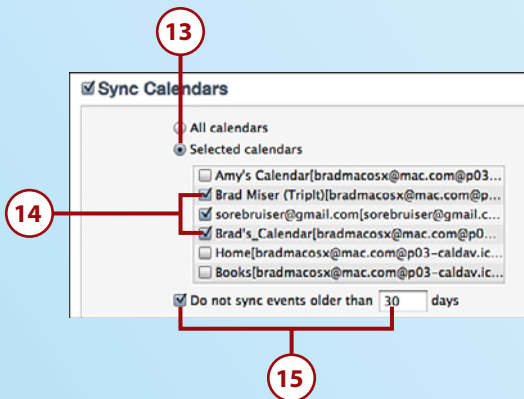 13
Sync Calendars
All calendars
Selected calendars
Amy's Calendar[bradmacosx@mac.com@p03...
Brad Miser (TripIt)[bradmacosx@mac.com@p...
14
sorebruiser@gmail.com[sorebruiser@gmail.c...
Brad's_Calendar[bradmacosx@mac.com@p0...
Home[bradmacosx@mac.com@p03-caldav.ic...
Books[bradmacosx@mac.com@p03-caldav.ic...
Do not sync events older than 30 days
15